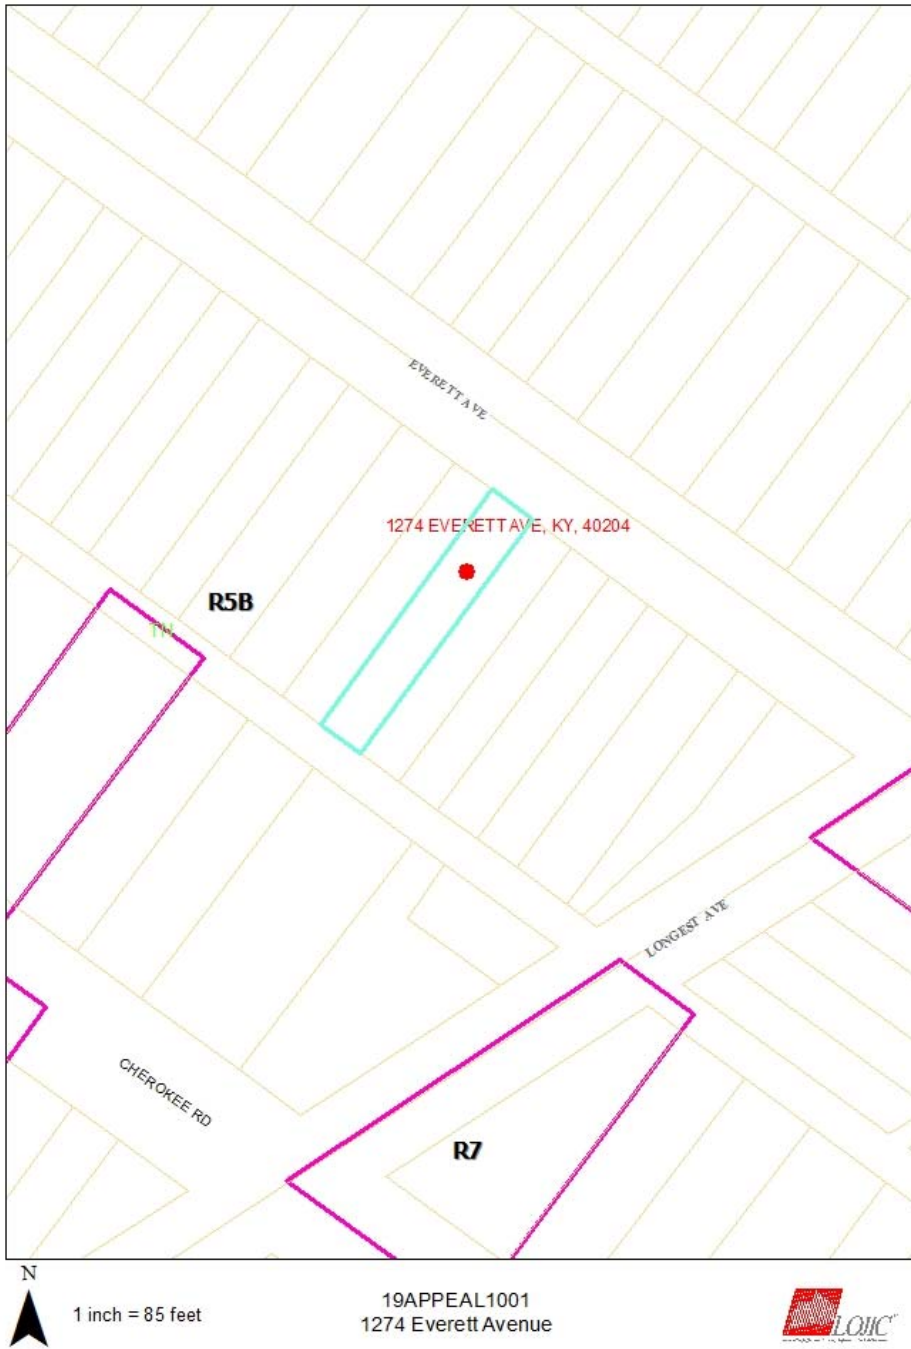 EVERETT AVE
1274 EVERETT AVE, KY, 40204
R5B
TN
LONGEST AVE
CHEROKEE RD
R7
N
1 inch = 85 feet
19APPEAL1001
1274 Everett Avenue
LOJIC